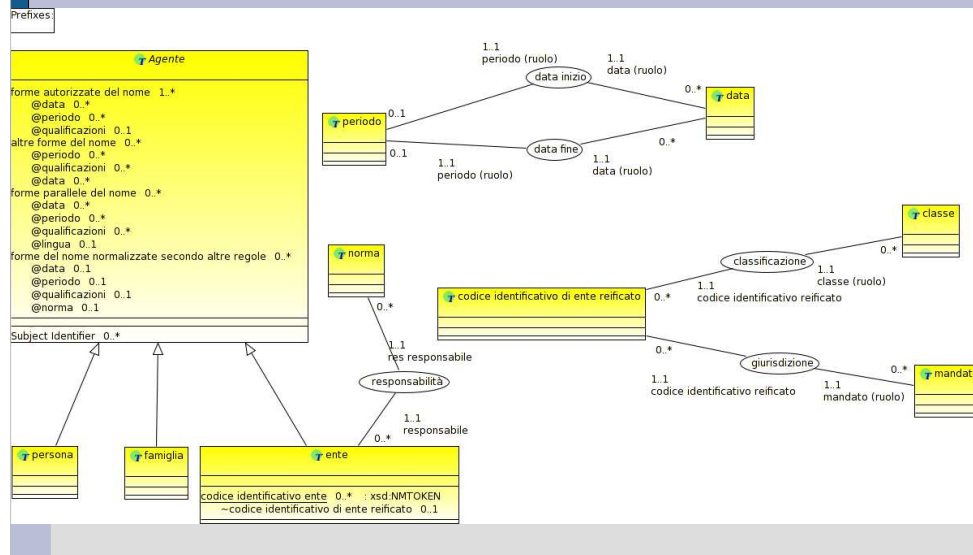 Prefixes:
Agente
forme autorizzate del nome 1..*
@data 0..*
@periodo 0..*
@qualificazioni 0..1
altre forme del nome 0..*
@periodo 0..*
@qualificazioni 0..*
@data 0..*
forme parallele del nome 0..*
@data 0..*
@periodo 0..*
@qualificazioni 0..*
@lingua 0..1
forme del nome normalizzate secondo altre regole 0..*
@data 0..1
@periodo 0..1
@qualificazioni 0..1
@norma 0..1
Subject Identifier 0..*
persona
famiglia
ente
codice identificativo ente 0..* : xsd:NMTOKEN
~codice identificativo di ente reificato 0..1
periodo
0..1
0..1
1..1
periodo (ruolo)
data inizio
1..1
data (ruolo)
0..*
data
1..1
periodo (ruolo)
data fine
1..1
data (ruolo)
0..*
norma
0..*
1..1
res responsabile
responsabilità
1..1
responsabile
0..*
codice identificativo di ente reificato
0..*
1..1
codice identificativo reificato
classificazione
1..1
classe (ruolo)
0..*
classe
0..*
1..1
codice identificativo reificato
giurisdizione
1..1
mandato (ruolo)
0..*
mandat